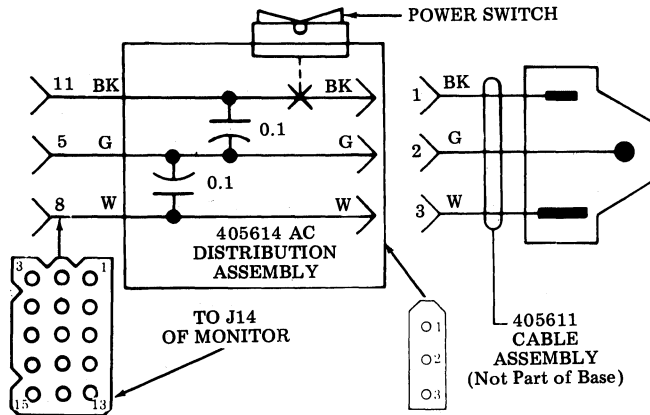 POWER SWITCH
11 BK BK
0.1
5 G G
0.1
8 W W
405614 AC
DISTRIBUTION
ASSEMBLY
1 BK
2 G
3 W
3 1
15 13
TO J14
OF MONITOR
1
2
3
405611
CABLE
ASSEMBLY
(Not Part of Base)